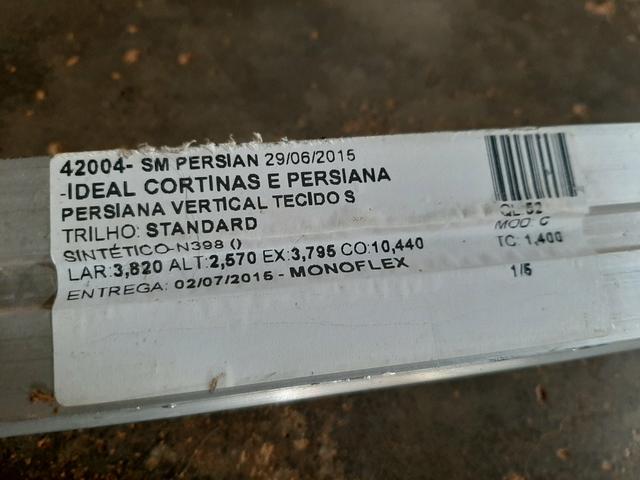 42004- SM PERSIAN 29/06/2015
-IDEAL CORTINAS E PERSIANA
PERSIANA VERTICAL TECIDO S
TRILHO: STANDARD
SINTÉTICO-N398 ()
LAR:3,820 ALT:2,570 EX:3,795 CO:10,440
ENTREGA: 02/07/2015 - MONOFLEX
QL:52
MOD: C
TC: 1,400
1/5